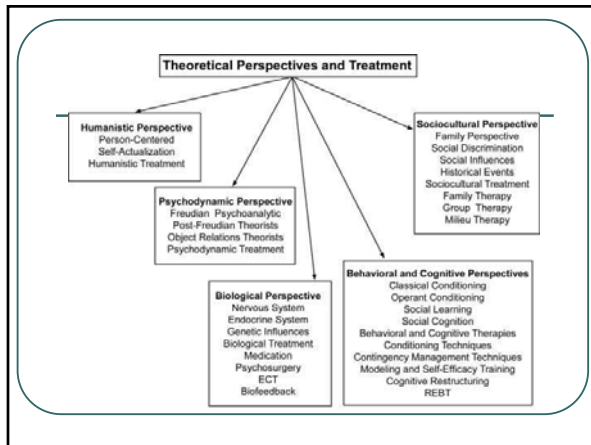 Theoretical Perspectives and Treatment
Humanistic Perspective
Person-Centered
Self-Actualization
Humanistic Treatment
Psychodynamic Perspective
Freudian Psychoanalytic
Post-Freudian Theorists
Object Relations Theorists
Psychodynamic Treatment
Biological Perspective
Nervous System
Endocrine System
Genetic Influences
Biological Treatment
Medication
Psychosurgery
ECT
Biofeedback
Behavioral and Cognitive Perspectives
Classical Conditioning
Operant Conditioning
Social Learning
Social Cognition
Behavioral and Cognitive Therapies
Conditioning Techniques
Contingency Management Techniques
Modeling and Self-Efficacy Training
Cognitive Restructuring
REBT
Sociocultural Perspective
Family Perspective
Social Discrimination
Social Influences
Historical Events
Sociocultural Treatment
Family Therapy
Group Therapy
Milieu Therapy